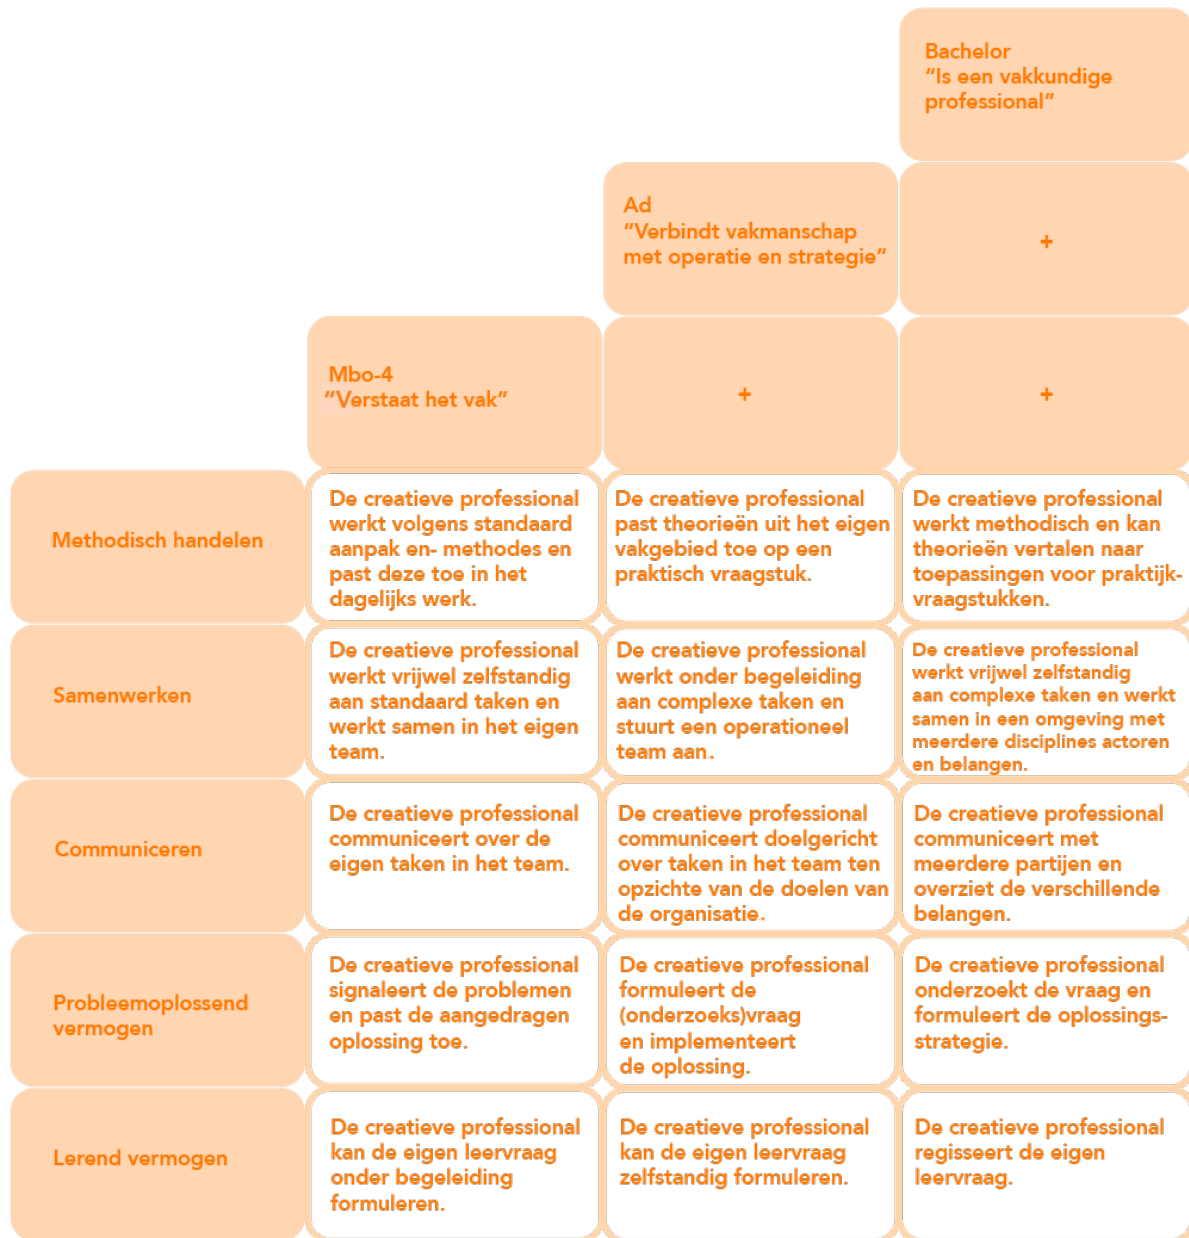 Bachelor
“Is een vakkundige
professional”
Ad
“Verbindt vakmanschap
met operatie en strategie”
+
Mbo-4
“Verstaat het vak”
+
+
Methodisch handelen
De creatieve professional
werkt volgens standaard
aanpak en- methodes en
past deze toe in het
dagelijks werk.
De creatieve professional
past theorieën uit het eigen
vakgebied toe op een
praktisch vraagstuk.
De creatieve professional
werkt methodisch en kan
theorieën vertalen naar
toepassingen voor praktijk-
vraagstukken.
Samenwerken
De creatieve professional
werkt vrijwel zelfstandig
aan standaard taken en
werkt samen in het eigen
team.
De creatieve professional
werkt onder begeleiding
aan complexe taken en
stuurt een operationeel
team aan.
De creatieve professional
werkt vrijwel zelfstandig
aan complexe taken en werkt
samen in een omgeving met
meerdere disciplines actoren
en belangen.
Communiceren
De creatieve professional
communiceert over de
eigen taken in het team.
De creatieve professional
communiceert doelgericht
over taken in het team ten
opzichte van de doelen van
de organisatie.
De creatieve professional
communiceert met
meerdere partijen en
overziet de verschillende
belangen.
Probleemoplossend
vermogen
De creatieve professional
signaleert de problemen
en past de aangedragen
oplossing toe.
De creatieve professional
formuleert de
(onderzoeks)vraag
en implementeert
de oplossing.
De creatieve professional
onderzoekt de vraag en
formuleert de oplossings-
strategie.
Lerend vermogen
De creatieve professional
kan de eigen leervraag
onder begeleiding
formuleren.
De creatieve professional
kan de eigen leervraag
zelfstandig formuleren.
De creatieve professional
regisseert de eigen
leervraag.